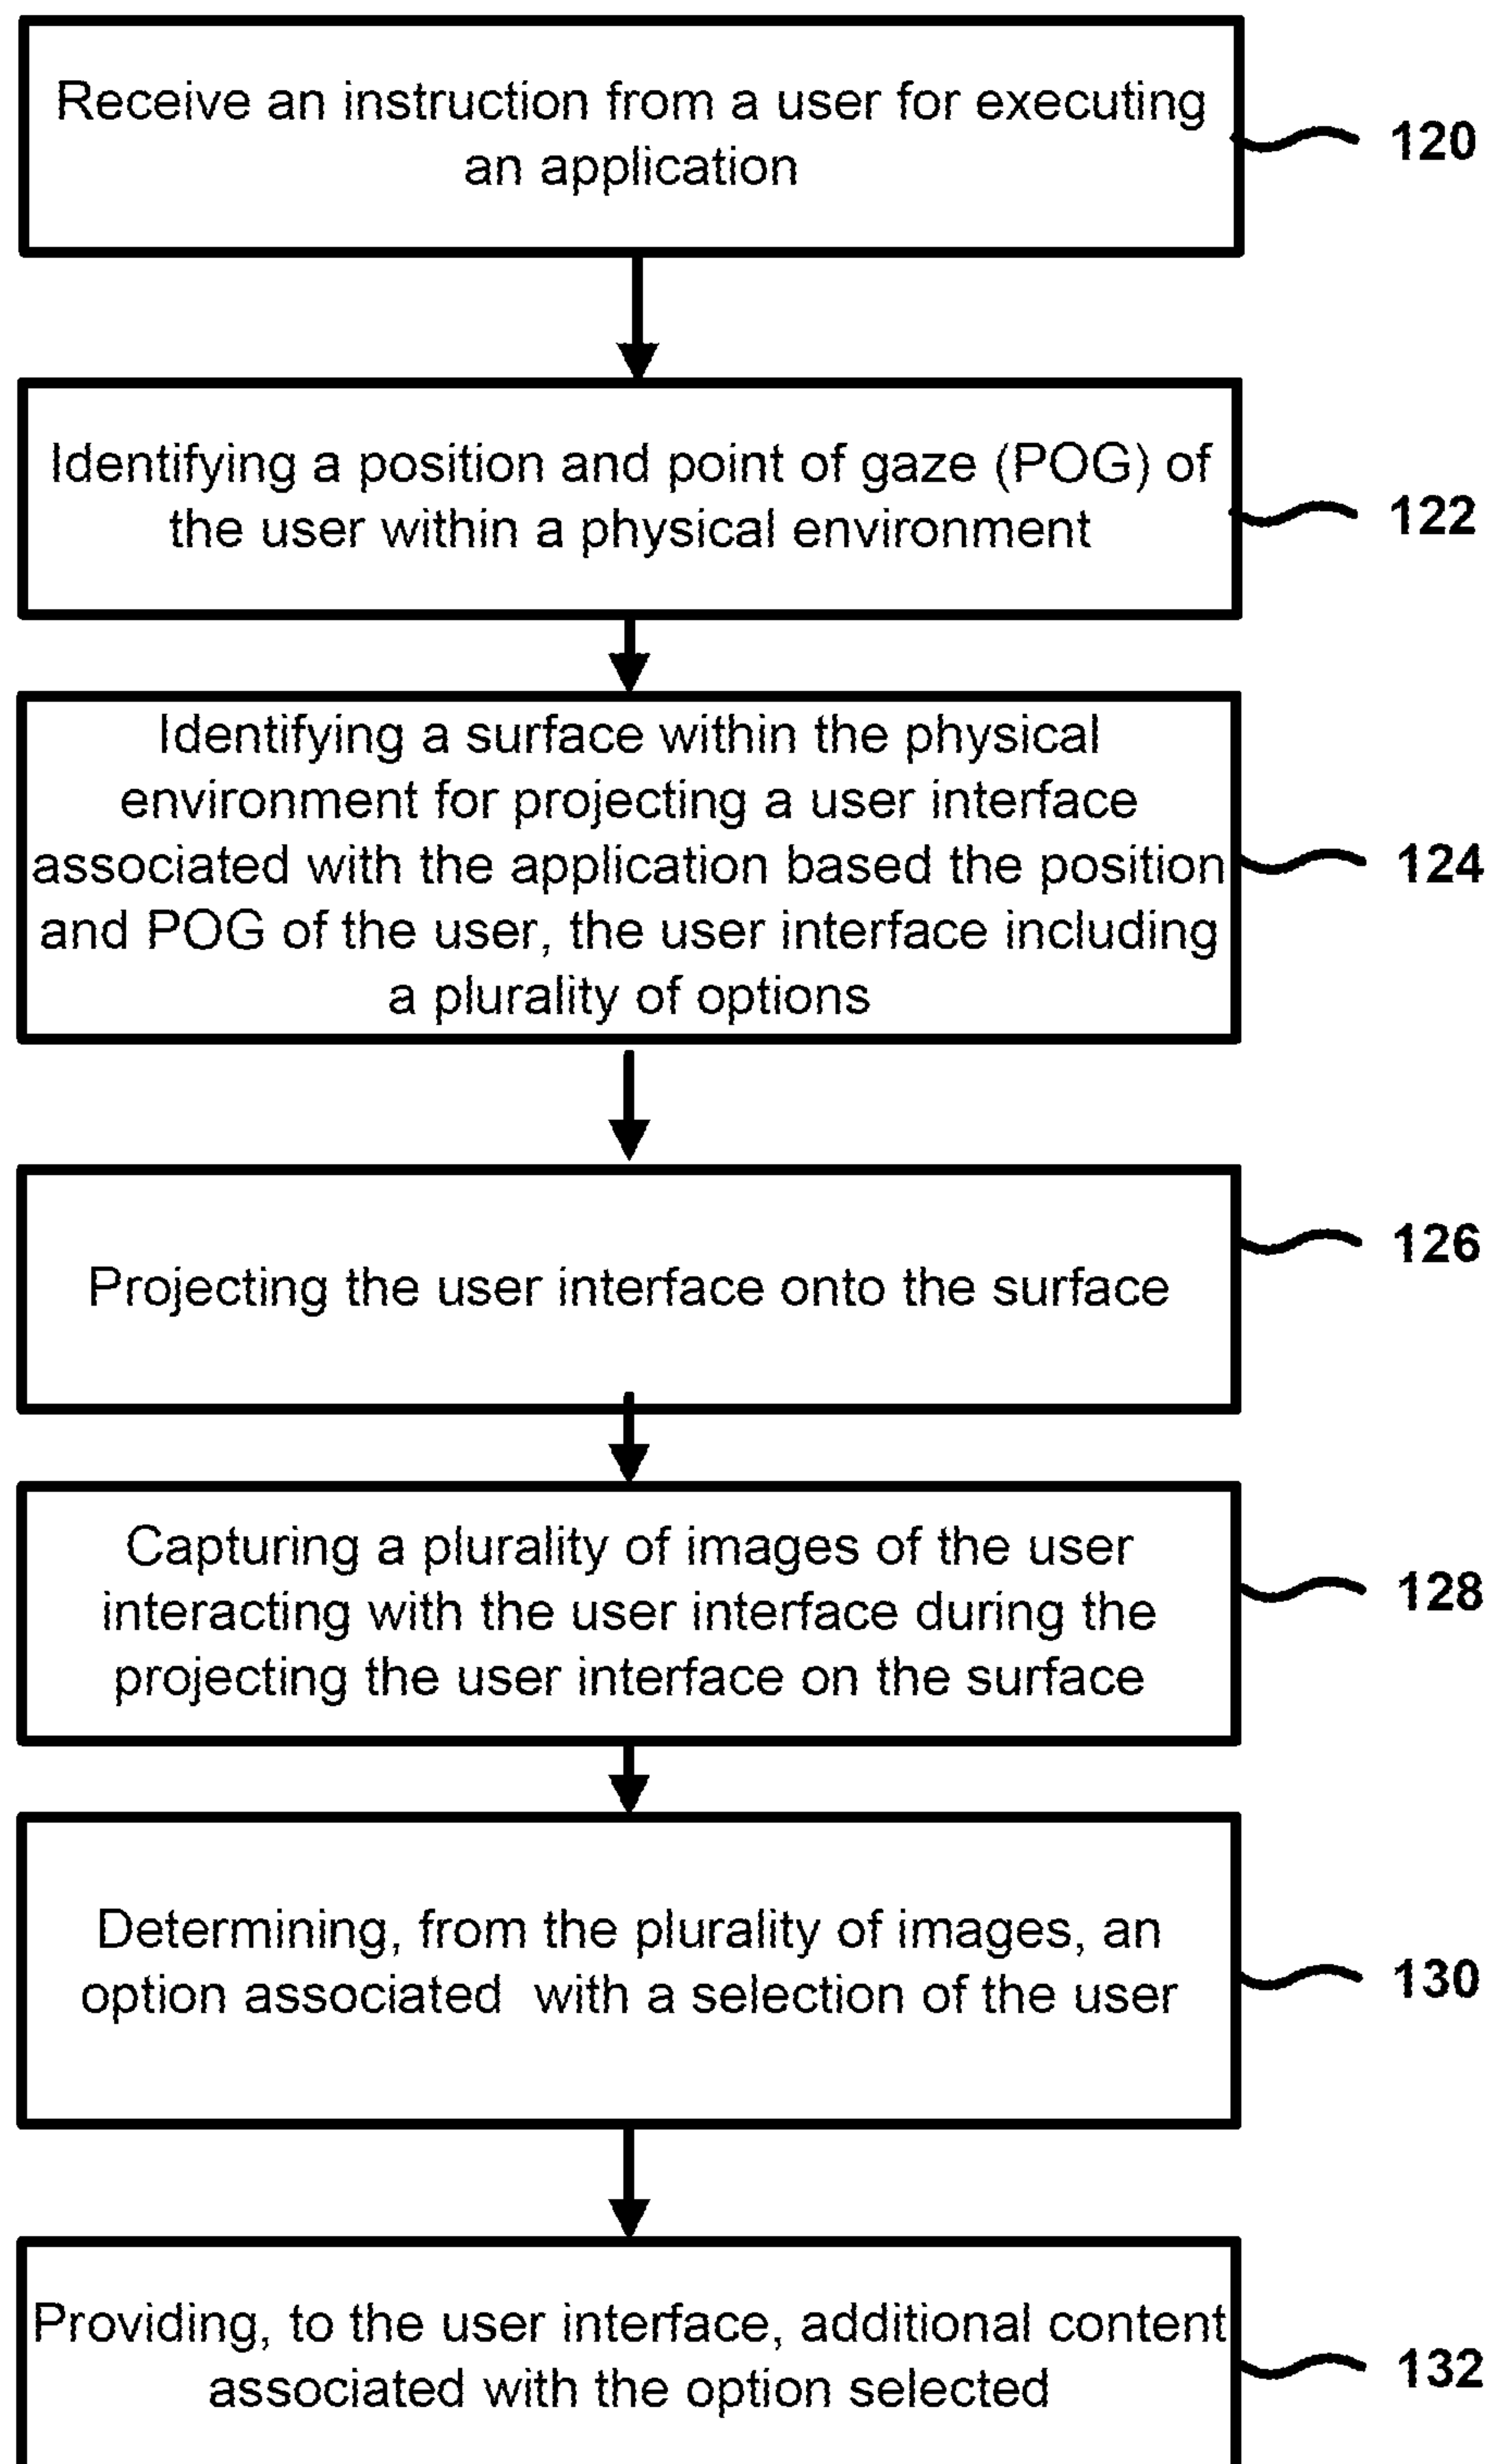 Receive an instruction from a user for executing
an application
120
Identifying a position and point of gaze (POG) of
the user within a physical environment
122
Identifying a surface within the physical
environment for projecting a user interface
associated with the application based the position
and POG of the user, the user interface including
a plurality of options
124
Projecting the user interface onto the surface
126
Capturing a plurality of images of the user
interacting with the user interface during the
projecting the user interface on the surface
128
Determining, from the plurality of images, an
option associated  with a selection of the user
130
Providing, to the user interface, additional content
associated with the option selected
132